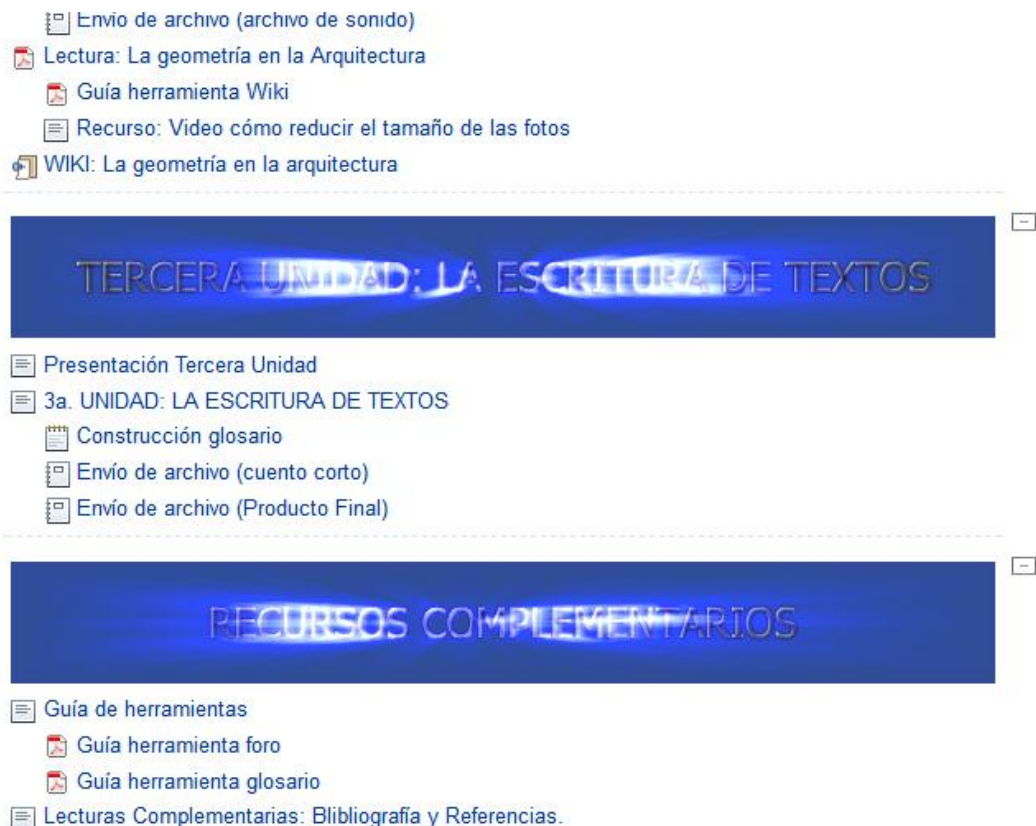 Envío de archivo (archivo de sonido)
Lectura: La geometría en la Arquitectura
Guía herramienta Wiki
Recurso: Video cómo reducir el tamaño de las fotos
WIKI: La geometría en la arquitectura
TERCERA UNIDAD: LA ESCRITURA DE TEXTOS
Presentación Tercera Unidad
3a. UNIDAD: LA ESCRITURA DE TEXTOS
Construcción glosario
Envío de archivo (cuento corto)
Envío de archivo (Producto Final)
RECURSOS COMPLEMENTARIOS
Guía de herramientas
Guía herramienta foro
Guía herramienta glosario
Lecturas Complementarias: Blibliografía y Referencias.